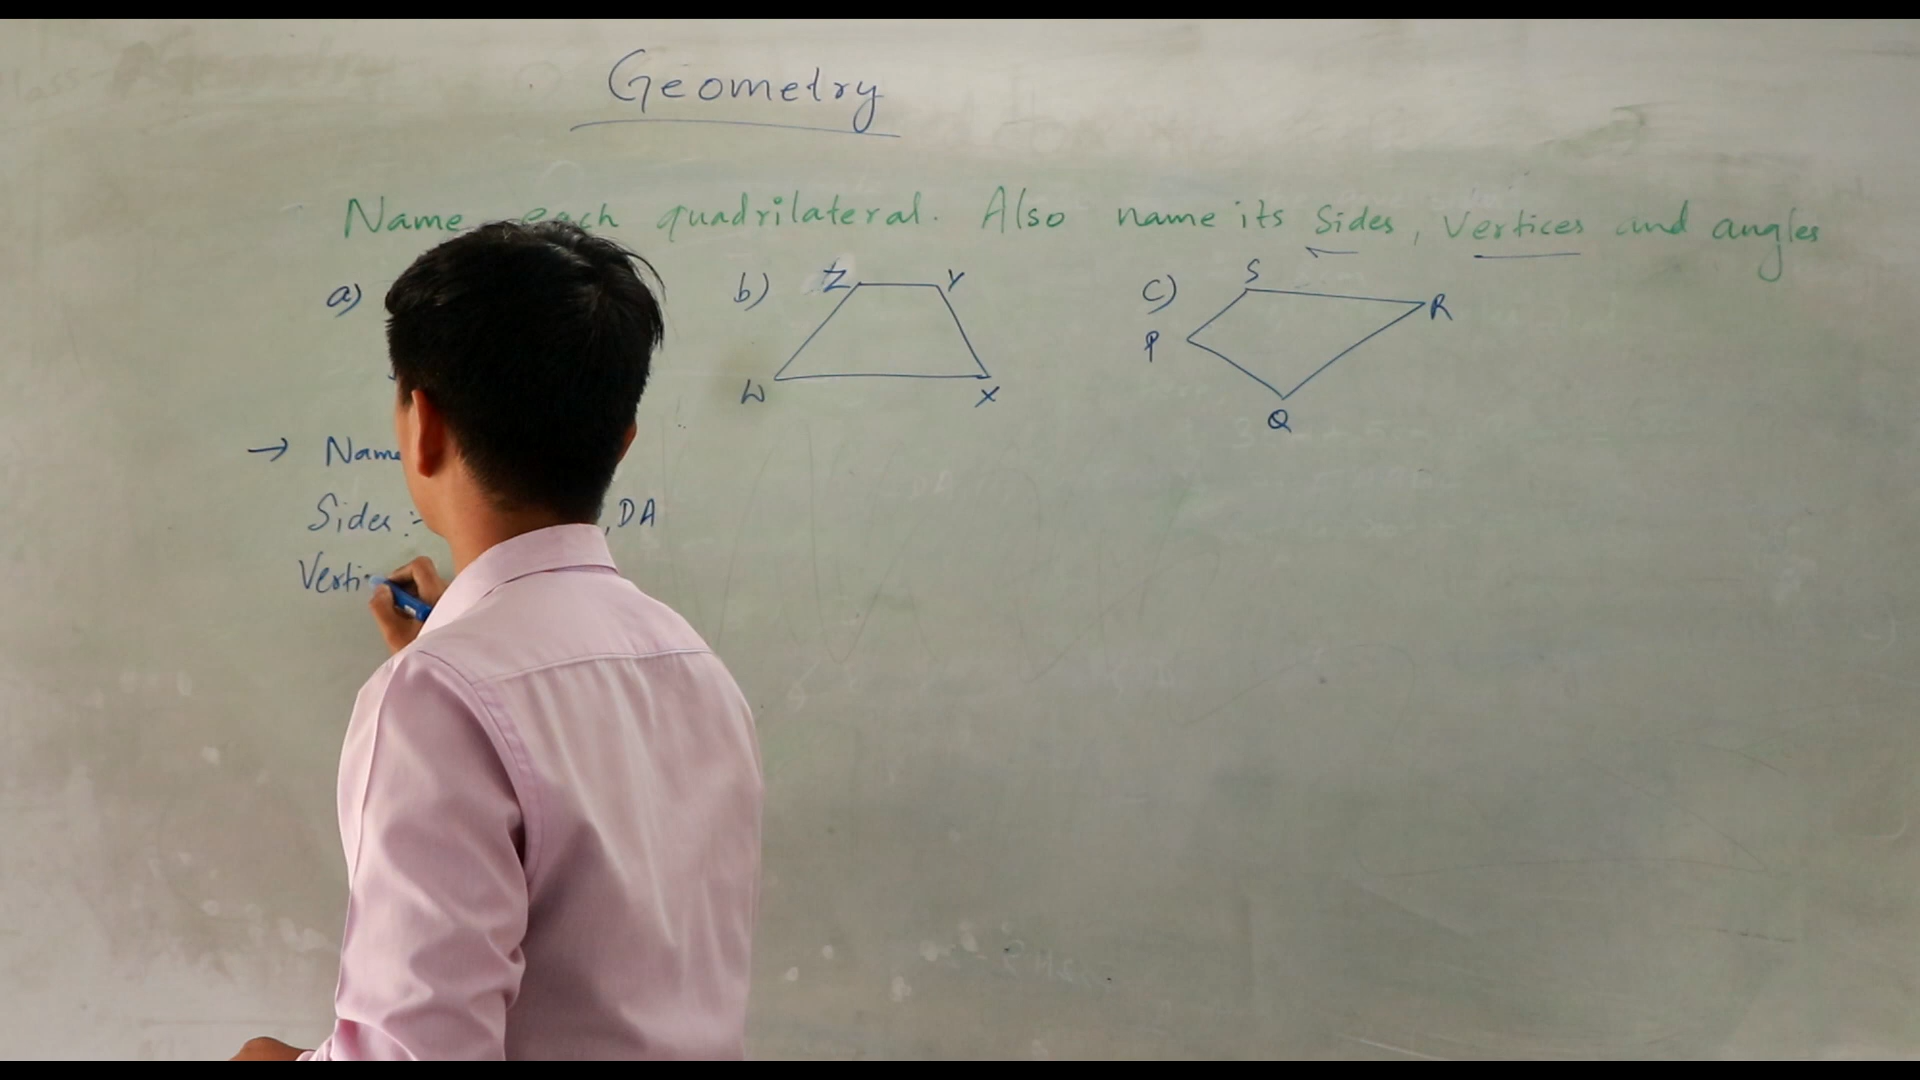 Geometry
Name each quadrilateral. Also name its Sides, Vertices and angles
a)
b) Z Y
W X
c) S
R
P
Q
→ Name
Sides :- , DA
Verti